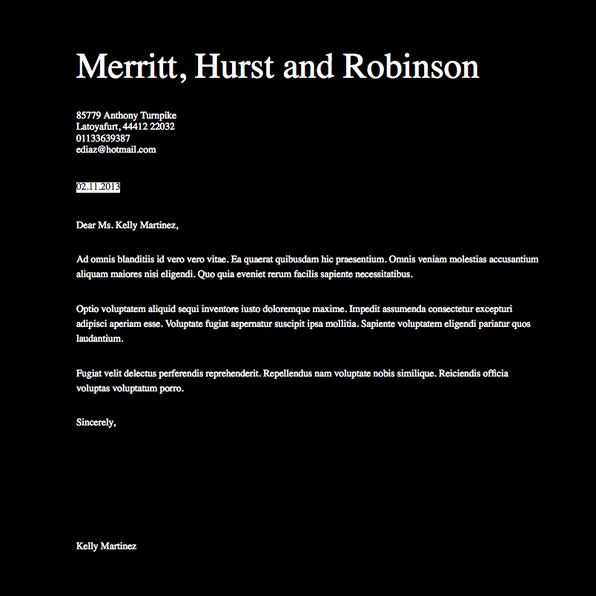 Merritt, Hurst and Robinson
85779 Anthony Turnpike
Latoyafurt, 44412 22032
01133639387
ediaz@hotmail.com
02.11.2013
Dear Ms. Kelly Martinez,
Ad omnis blanditiis id vero vero vitae. Ea quaerat quibusdam hic praesentium. Omnis veniam molestias accusantium
aliquam maiores nisi eligendi. Quo quia eveniet rerum facilis sapiente necessitatibus.
Optio voluptatem aliquid sequi inventore iusto doloremque maxime. Impedit assumenda consectetur excepturi
adipisci aperiam esse. Voluptate fugiat aspernatur suscipit ipsa mollitia. Sapiente voluptatem eligendi pariatur quos
laudantium.
Fugiat velit delectus perferendis reprehenderit. Repellendus nam voluptate nobis similique. Reiciendis officia
voluptas voluptatum porro.
Sincerely,
Kelly Martinez